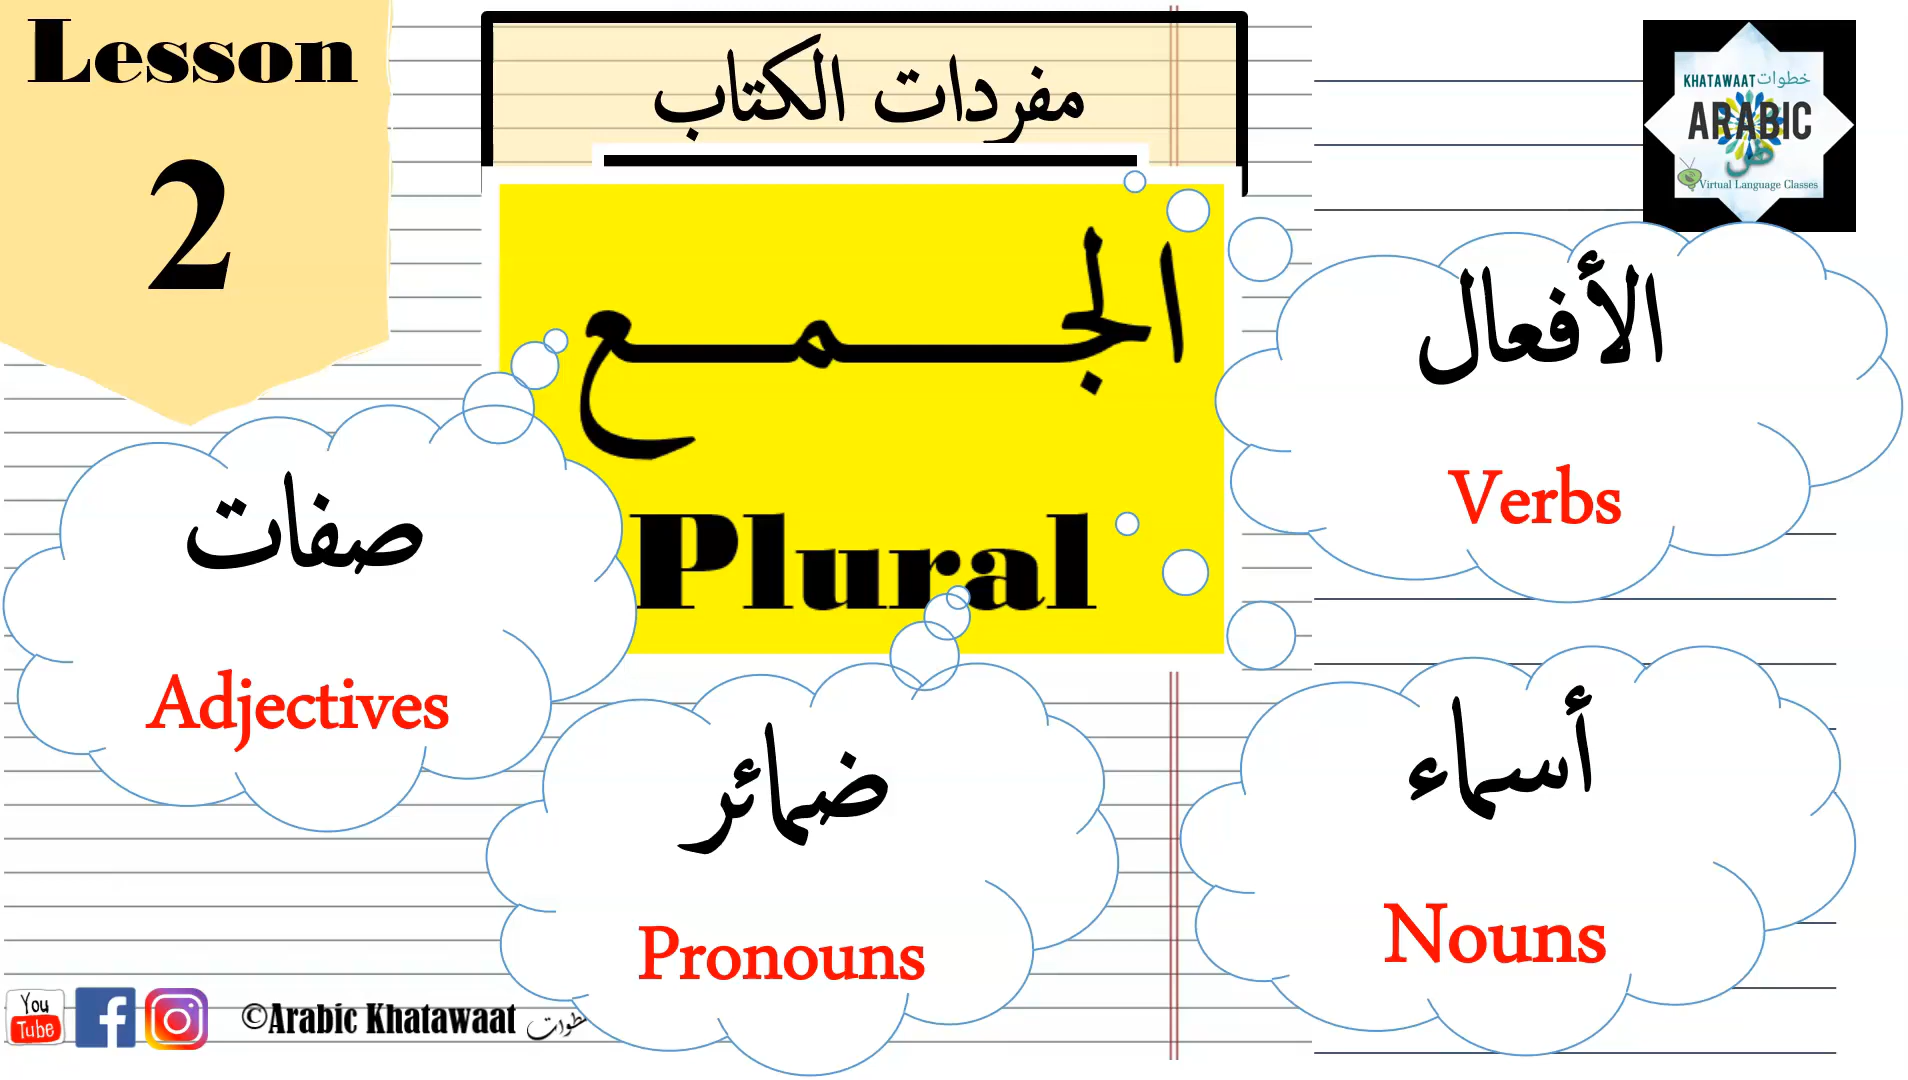 Lesson
2
مفردات الكتاب
KHATAWAAT خطوات
ARABIC
ض
Virtual Language Classes
الجمـــــع
Plural
الأفعال
Verbs
صفات
Adjectives
ضمائر
Pronouns
أسماء
Nouns
You
Tube
©Arabic Khatawaat